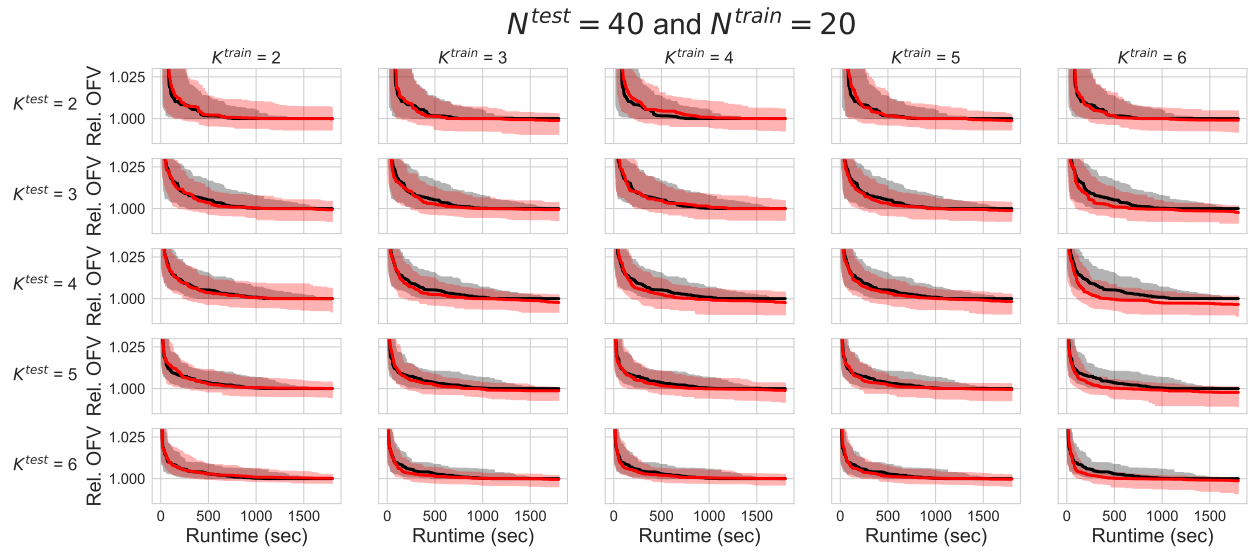 N^test = 40 and N^train = 20
K^train = 2 K^train = 3 K^train = 4 K^train = 5 K^train = 6
K^test = 2 Rel. OFV 1.025 1.000
K^test = 3 Rel. OFV 1.025 1.000
K^test = 4 Rel. OFV 1.025 1.000
K^test = 5 Rel. OFV 1.025 1.000
K^test = 6 Rel. OFV 1.025 1.000
0 500 1000 1500 0 500 1000 1500 0 500 1000 1500 0 500 1000 1500 0 500 1000 1500
Runtime (sec) Runtime (sec) Runtime (sec) Runtime (sec) Runtime (sec)